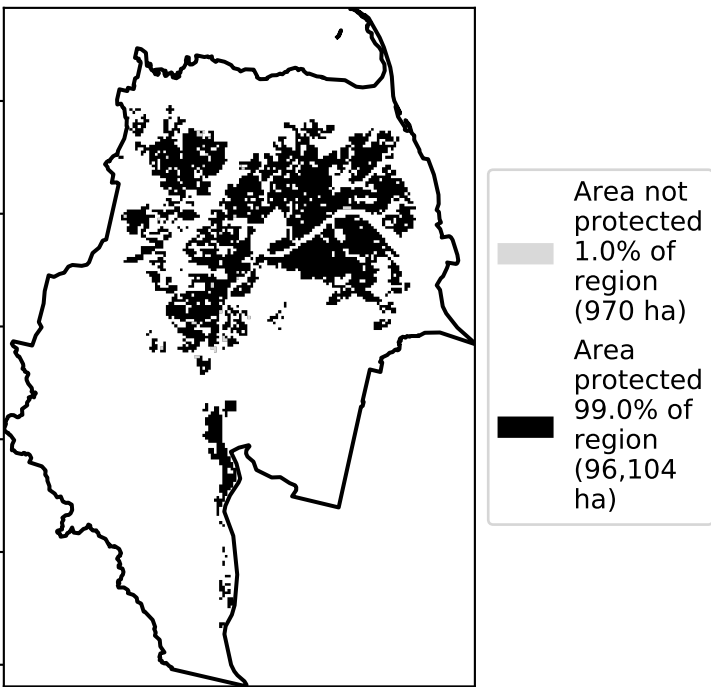 Area not
protected
1.0% of
region
(970 ha)
Area
protected
99.0% of
region
(96,104
ha)